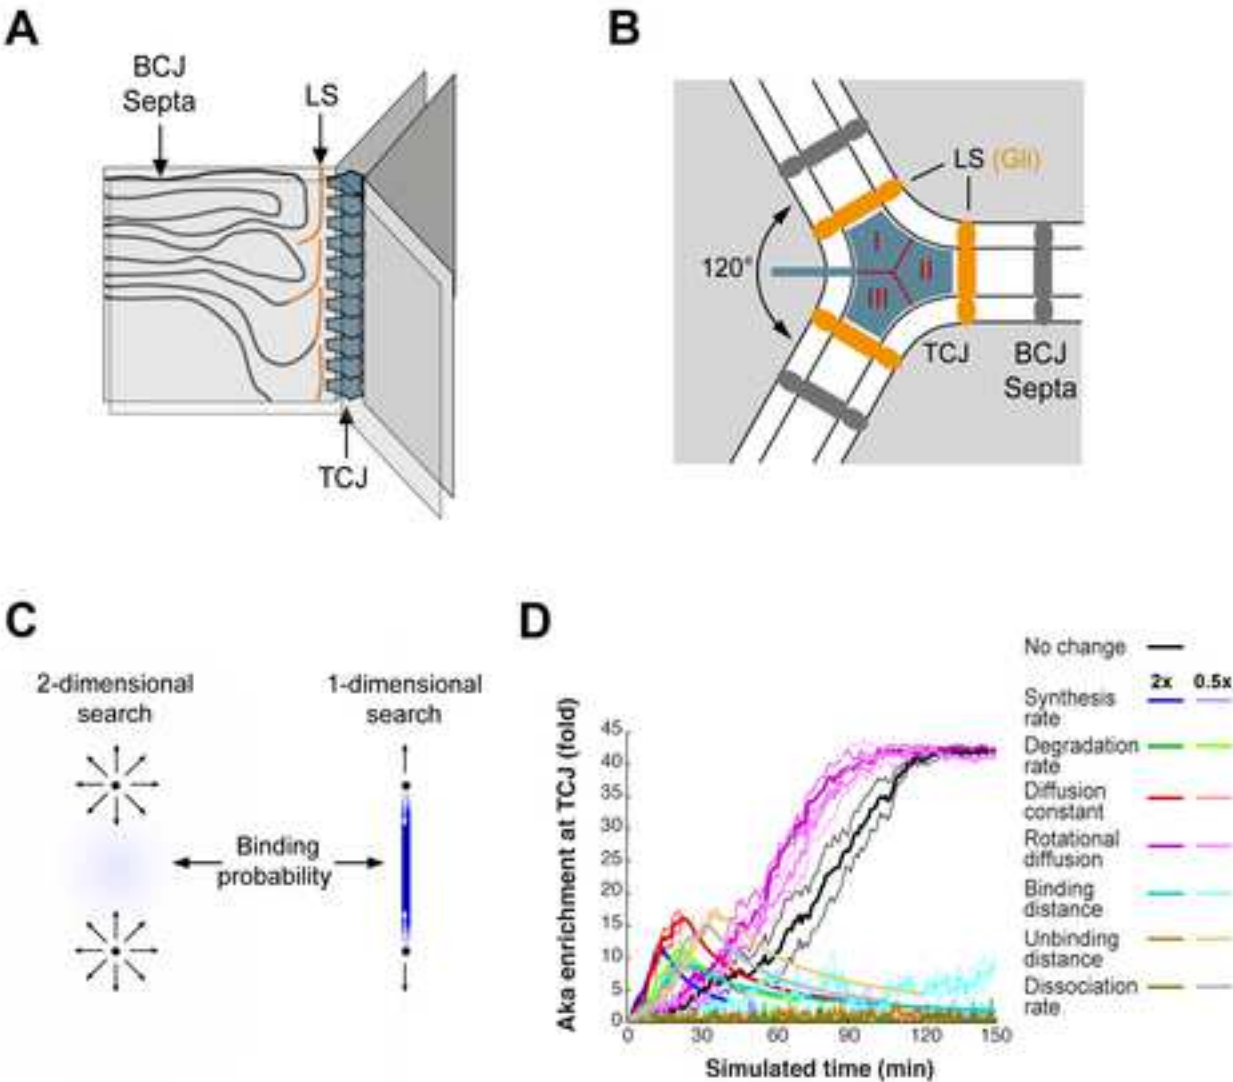 A
BCJ
Septa
LS
TCJ
B
LS (Gli)
120°
I
II
III
TCJ
BCJ
Septa
C
2-dimensional
search
1-dimensional
search
Binding
probability
D
Aka enrichment at TCJ (fold)
45
40
35
30
25
20
15
10
5
0
0
30
60
90
120
150
Simulated time (min)
No change
2x 0.5x
Synthesis
rate
Degradation
rate
Diffusion
constant
Rotational
diffusion
Binding
distance
Unbinding
distance
Dissociation
rate